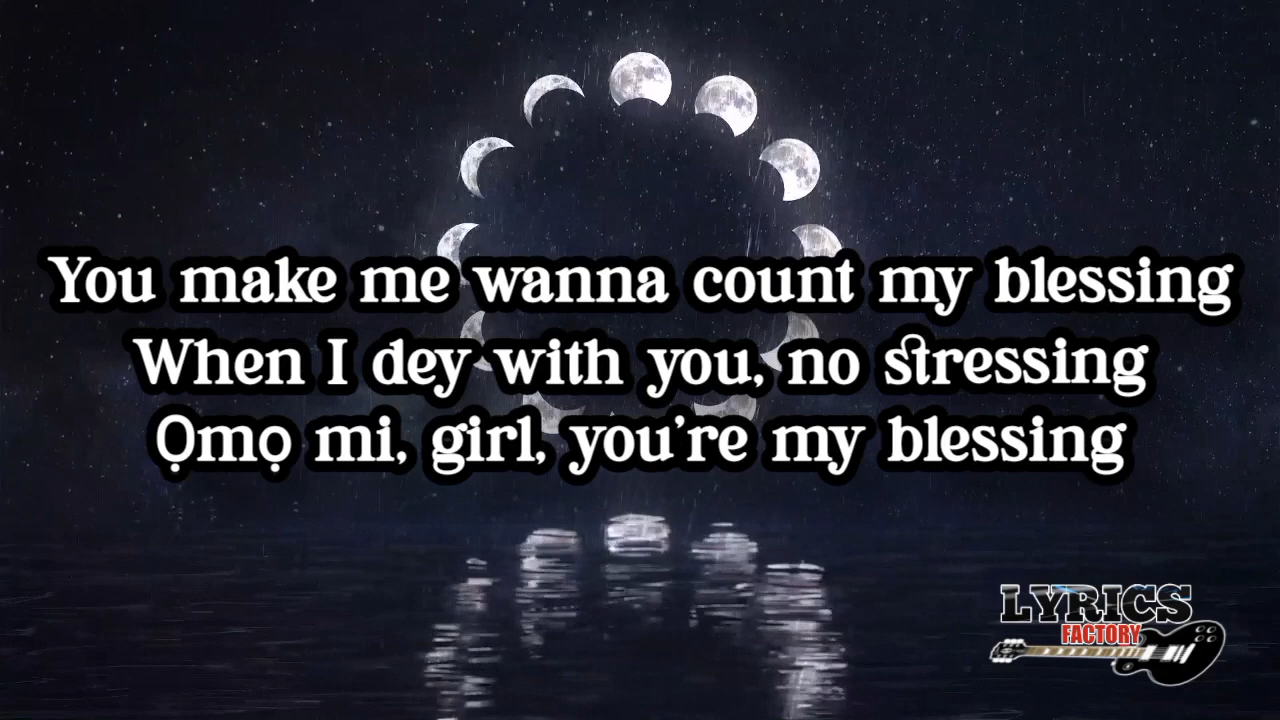 You make me wanna count my blessing
When I dey with you, no stressing
Ọmọ mi, girl, you're my blessing
LYRICS
FACTORY